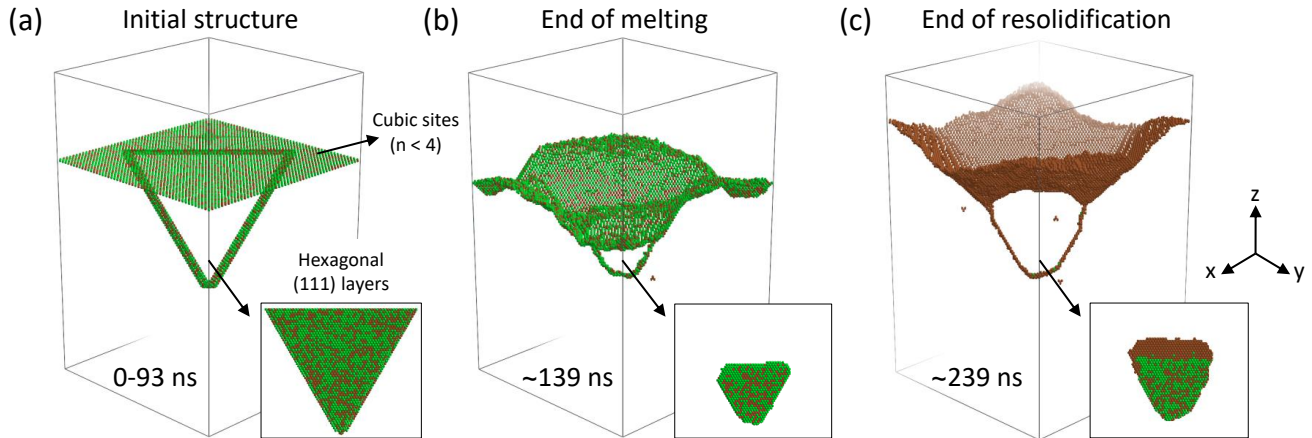 (a) Initial structure
(b) End of melting
(c) End of resolidification
Cubic sites
(n < 4)
Hexagonal
(111) layers
0-93 ns
~139 ns
~239 ns
z
x
y